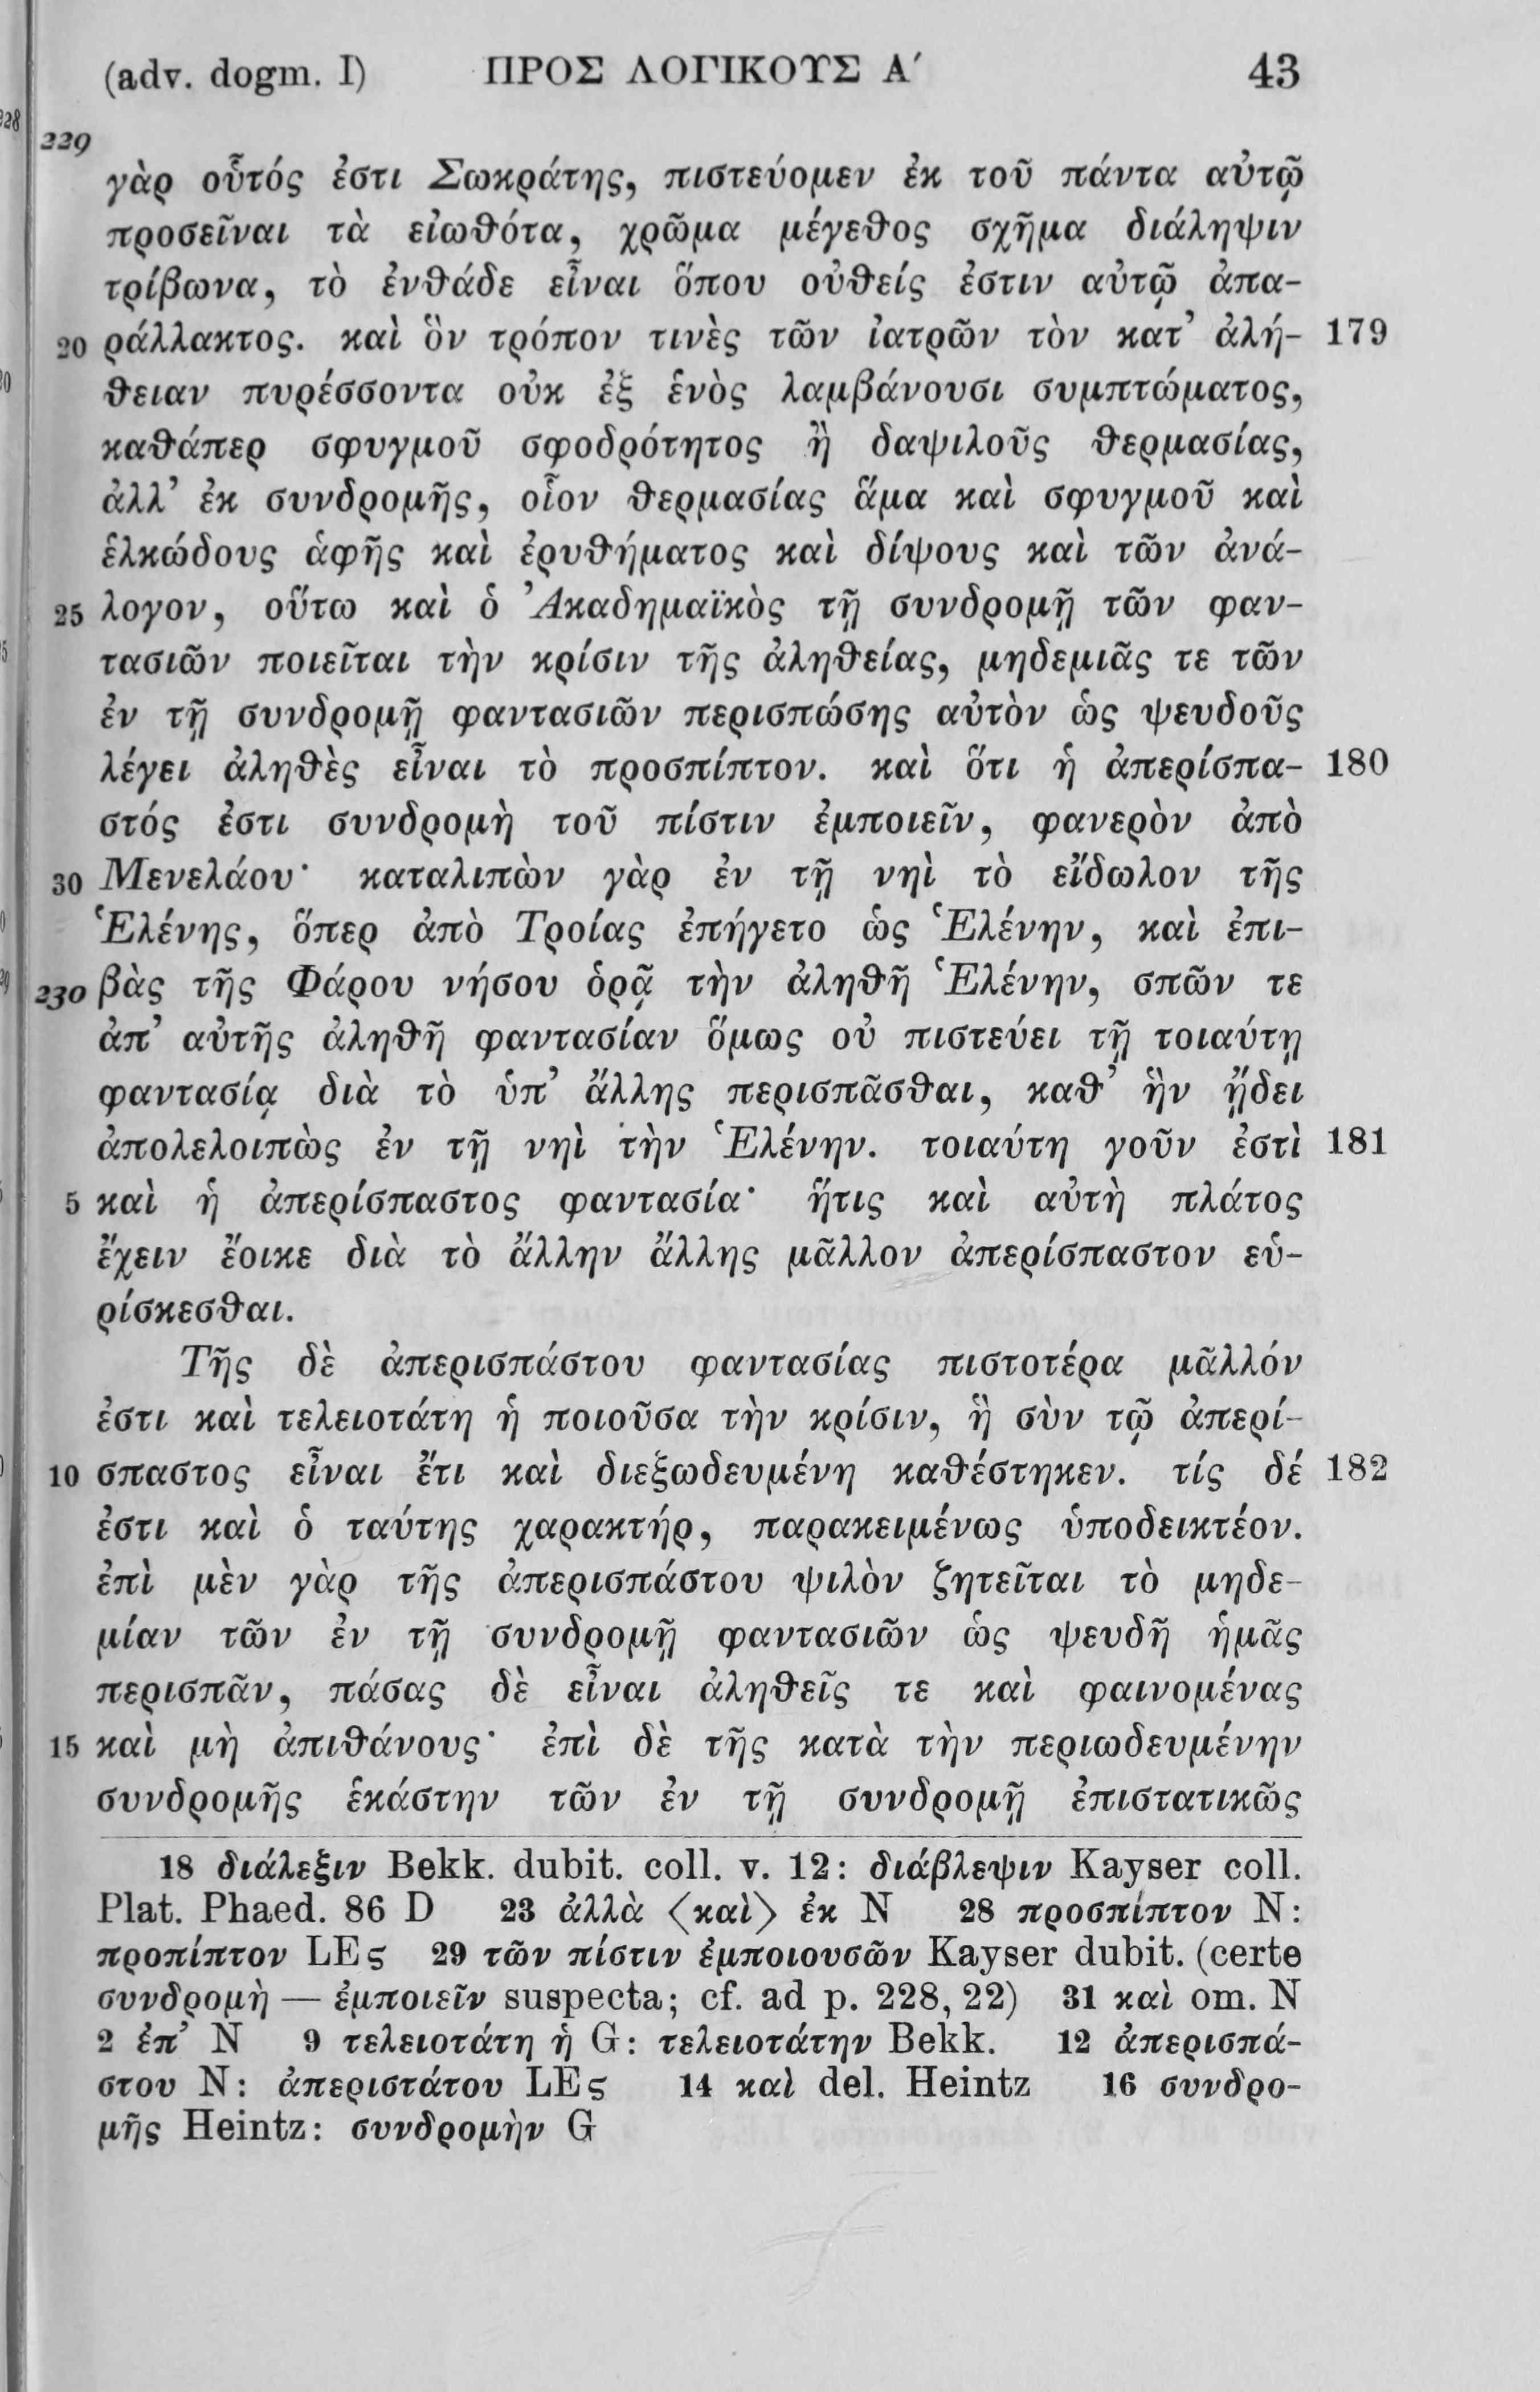 (adv. dogm. I) ΠΡΟΣ ΛΟΓΙΚΟΥΣ Α′ 43
229
γὰρ οὗτός ἐστι Σωκράτης, πιστεύομεν ἐκ τοῦ πάντα αὐτῷ
προσεῖναι τὰ εἰωθότα, χρῶμα μέγεθος σχῆμα διάληψιν
τρίβωνα, τὸ ἐνθάδε εἶναι ὅπου οὐθείς ἐστιν αὐτῷ ἀπα-
20 ράλλακτος. καὶ ὃν τρόπον τινὲς τῶν ἰατρῶν τὸν κατ’ ἀλή- 179
θειαν πυρέσσοντα οὐκ ἐξ ἑνὸς λαμβάνουσι συμπτώματος,
καθάπερ σφυγμοῦ σφοδρότητος ἢ δαψιλοῦς θερμασίας,
ἀλλ’ ἐκ συνδρομῆς, οἷον θερμασίας ἅμα καὶ σφυγμοῦ καὶ
ἑλκώδους ἁφῆς καὶ ἐρυθήματος καὶ δίψους καὶ τῶν ἀνά-
25 λογον, οὕτω καὶ ὁ Ἀκαδημαϊκὸς τῇ συνδρομῇ τῶν φαν-
τασιῶν ποιεῖται τὴν κρίσιν τῆς ἀληθείας, μηδεμιᾶς τε τῶν
ἐν τῇ συνδρομῇ φαντασιῶν περισπώσης αὐτὸν ὡς ψευδοῦς
λέγει ἀληθὲς εἶναι τὸ προσπίπτον. καὶ ὅτι ἡ ἀπερίσπα- 180
στός ἐστι συνδρομὴ τοῦ πίστιν ἐμποιεῖν, φανερὸν ἀπὸ
30 Μενελάου· καταλιπὼν γὰρ ἐν τῇ νηὶ τὸ εἴδωλον τῆς
Ἑλένης, ὅπερ ἀπὸ Τροίας ἐπήγετο ὡς Ἑλένην, καὶ ἐπι-
230 βὰς τῆς Φάρου νήσου ὁρᾷ τὴν ἀληθῆ Ἑλένην, σπῶν τε
ἀπ’ αὐτῆς ἀληθῆ φαντασίαν ὅμως οὐ πιστεύει τῇ τοιαύτῃ
φαντασίᾳ διὰ τὸ ὑπ’ ἄλλης περισπᾶσθαι, καθ’ ἣν ᾔδει
ἀπολελοιπὼς ἐν τῇ νηὶ τὴν Ἑλένην. τοιαύτη γοῦν ἐστὶ 181
5 καὶ ἡ ἀπερίσπαστος φαντασία· ἥτις καὶ αὐτὴ πλάτος
ἔχειν ἔοικε διὰ τὸ ἄλλην ἄλλης μᾶλλον ἀπερίσπαστον εὑ-
ρίσκεσθαι.
Τῆς δὲ ἀπερισπάστου φαντασίας πιστοτέρα μᾶλλόν
ἐστι καὶ τελειοτάτη ἡ ποιοῦσα τὴν κρίσιν, ἣ σὺν τῷ ἀπερί-
10 σπαστος εἶναι ἔτι καὶ διεξωδευμένη καθέστηκεν. τίς δέ 182
ἐστι καὶ ὁ ταύτης χαρακτήρ, παρακειμένως ὑποδεικτέον.
ἐπὶ μὲν γὰρ τῆς ἀπερισπάστου ψιλὸν ζητεῖται τὸ μηδε-
μίαν τῶν ἐν τῇ συνδρομῇ φαντασιῶν ὡς ψευδῆ ἡμᾶς
περισπᾶν, πάσας δὲ εἶναι ἀληθεῖς τε καὶ φαινομένας
15 καὶ μὴ ἀπιθάνους· ἐπὶ δὲ τῆς κατὰ τὴν περιωδευμένην
συνδρομῆς ἑκάστην τῶν ἐν τῇ συνδρομῇ ἐπιστατικῶς
18 διάλεξιν Bekk. dubit. coll. v. 12: διάβλεψιν Kayser coll.
Plat. Phaed. 86 D 23 ἀλλὰ ⟨καὶ⟩ ἐκ N 28 προσπίπτον N:
προπίπτον LEς 29 τῶν πίστιν ἐμποιουσῶν Kayser dubit. (certe
συνδρομὴ — ἐμποιεῖν suspecta; cf. ad p. 228, 22) 31 καὶ om. N
2 ἐπ’ N 9 τελειοτάτη ἡ G: τελειοτάτην Bekk. 12 ἀπερισπά-
στου N: ἀπεριστάτου LEς 14 καὶ del. Heintz 16 συνδρο-
μῆς Heintz: συνδρομὴν G